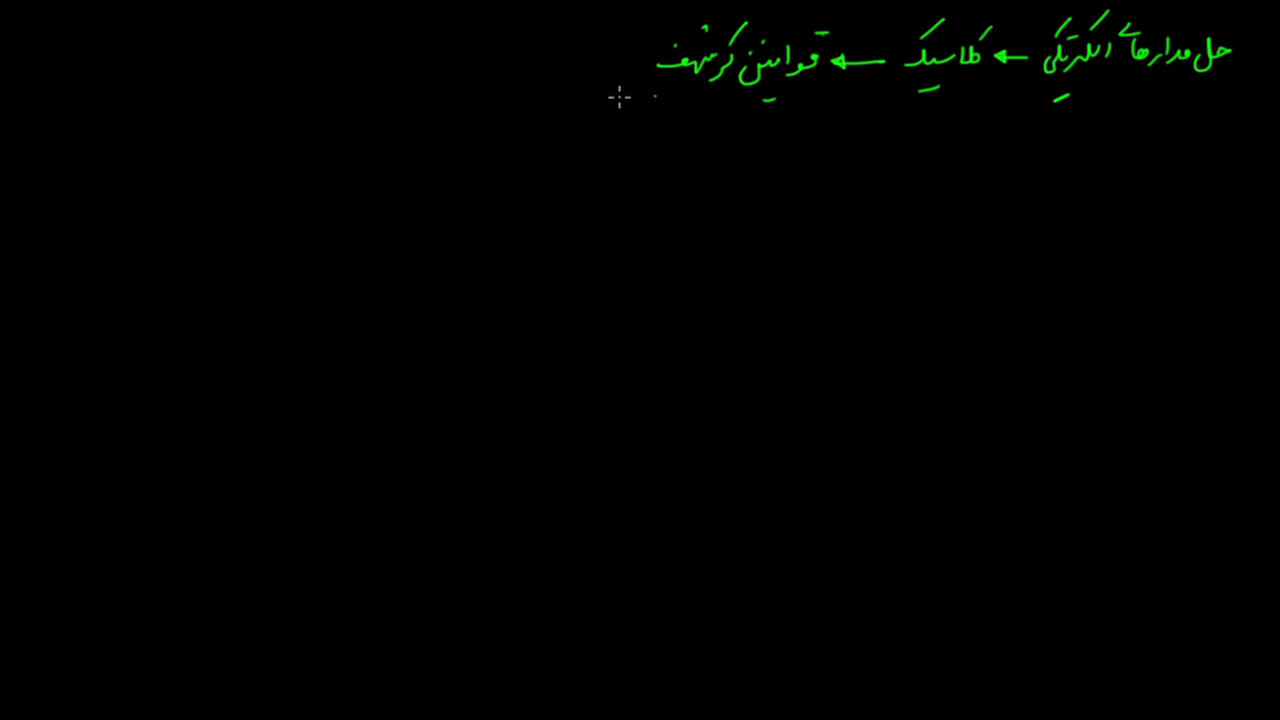 حل مدارهای الکتریکی ← کلاسیک ← قوانین کرشهف